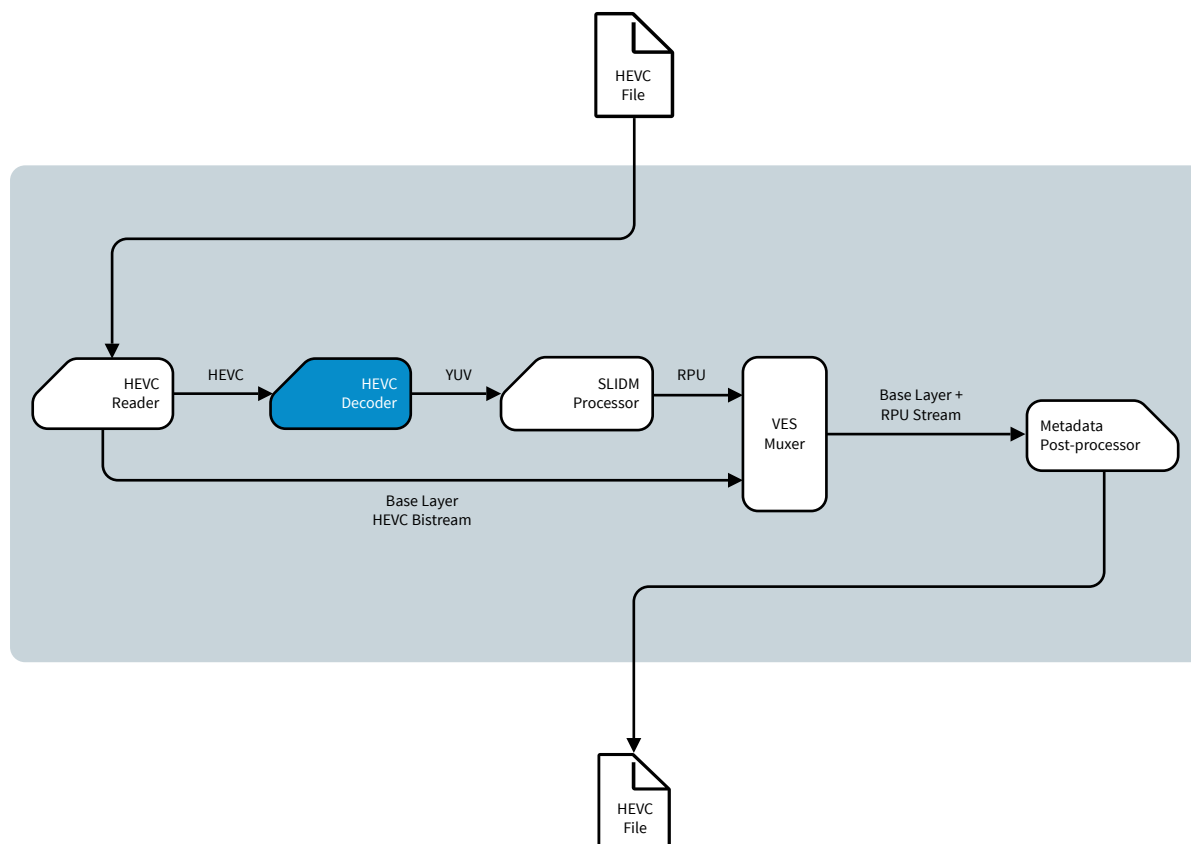 HEVC
File
HEVC
Reader
HEVC
HEVC
Decoder
YUV
SLIDM
Processor
RPU
VES
Muxer
Base Layer +
RPU Stream
Metadata
Post-processor
Base Layer
HEVC Bistream
HEVC
File